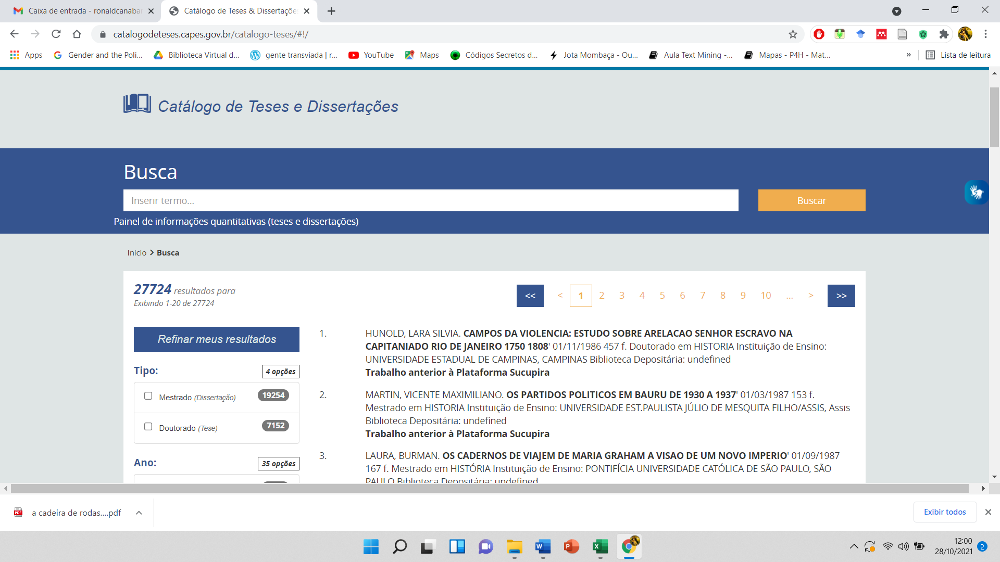 Caixa de entrada - ronaldcanabar
Catálogo de Teses & Dissertaçõe
catalogodeteses.capes.gov.br/catalogo-teses/#!/
Apps
Gender and the Poli...
Biblioteca Virtual d...
gente transviada | r...
YouTube
Maps
Códigos Secretos d...
Jota Mombaça - Ou...
Aula Text Mining -...
Mapas - P4H - Mat...
»
Lista de leitura
Catálogo de Teses e Dissertações
Busca
Inserir termo...
Buscar
Painel de informações quantitativas (teses e dissertações)
Inicio > Busca
27724 resultados para
Exibindo 1-20 de 27724
<< < 1 2 3 4 5 6 7 8 9 10 ... > >>
Refinar meus resultados
Tipo:
4 opções
Mestrado (Dissertação)
19254
Doutorado (Tese)
7152
Ano:
35 opções
1.
HUNOLD, LARA SILVIA. CAMPOS DA VIOLENCIA: ESTUDO SOBRE ARELACAO SENHOR ESCRAVO NA
CAPITANIADO RIO DE JANEIRO 1750 1808' 01/11/1986 457 f. Doutorado em HISTORIA Instituição de Ensino:
UNIVERSIDADE ESTADUAL DE CAMPINAS, CAMPINAS Biblioteca Depositária: undefined
Trabalho anterior à Plataforma Sucupira
2.
MARTIN, VICENTE MAXIMILIANO. OS PARTIDOS POLITICOS EM BAURU DE 1930 A 1937' 01/03/1987 153 f.
Mestrado em HISTORIA Instituição de Ensino: UNIVERSIDADE EST.PAULISTA JÚLIO DE MESQUITA FILHO/ASSIS, Assis
Biblioteca Depositária: undefined
Trabalho anterior à Plataforma Sucupira
3.
LAURA, BURMAN. OS CADERNOS DE VIAJEM DE MARIA GRAHAM A VISAO DE UM NOVO IMPERIO' 01/09/1987
167 f. Mestrado em HISTÓRIA Instituição de Ensino: PONTIFÍCIA UNIVERSIDADE CATÓLICA DE SÃO PAULO, SÃO
PAULO Biblioteca Depositária: undefined
a cadeira de rodas....pdf
Exibir todos
12:00
28/10/2021
2